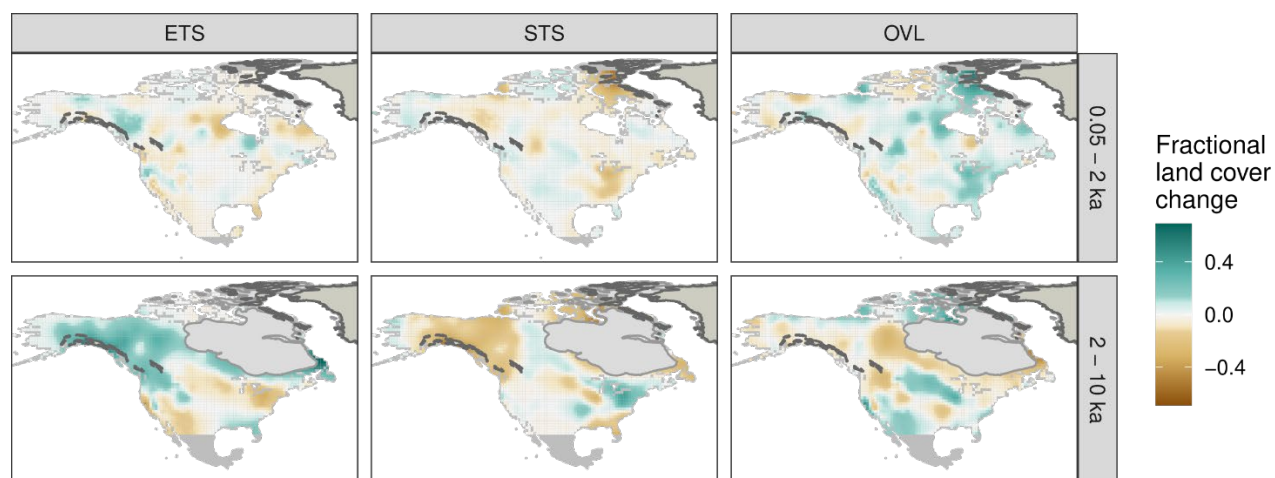 ETS
STS
OVL
0.05 – 2 ka
2 – 10 ka
Fractional
land cover
change
0.4
0.0
−0.4